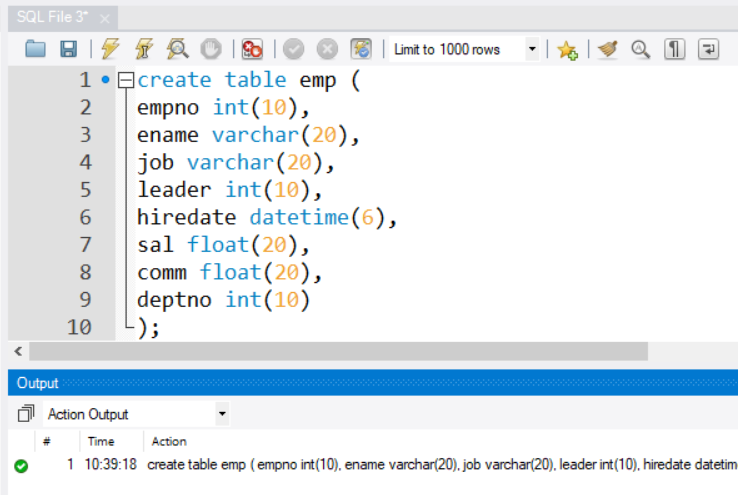 SQL File 3*
Limit to 1000 rows
1 create table emp (
2 empno int(10),
3 ename varchar(20),
4 job varchar(20),
5 leader int(10),
6 hiredate datetime(6),
7 sal float(20),
8 comm float(20),
9 deptno int(10)
10 );
Output
Action Output
# Time Action
1 10:39:18 create table emp ( empno int(10), ename varchar(20), job varchar(20), leader int(10), hiredate datetim